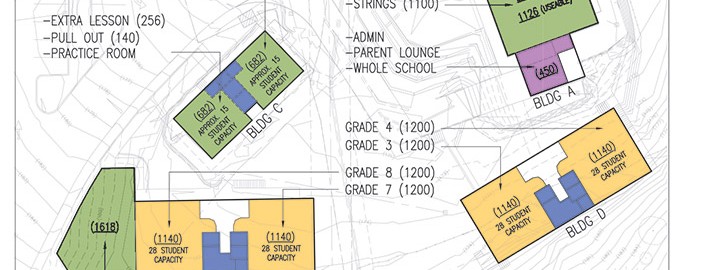 -EXTRA LESSON (256)
-PULL OUT (140)
-PRACTICE ROOM
-STRINGS (1100)
-ADMIN
-PARENT LOUNGE
-WHOLE SCHOOL
1126 (USEABLE)
(450)
BLDG A
(682)
APPROX. 15
STUDENT
CAPACITY
(682)
APPROX. 15
STUDENT
CAPACITY
BLDG C
GRADE 4 (1200)
GRADE 3 (1200)
GRADE 8 (1200)
GRADE 7 (1200)
(1140)
28 STUDENT
CAPACITY
(1140)
28 STUDENT
CAPACITY
BLDG D
(1618)
(1140)
28 STUDENT
CAPACITY
(1140)
28 STUDENT
CAPACITY